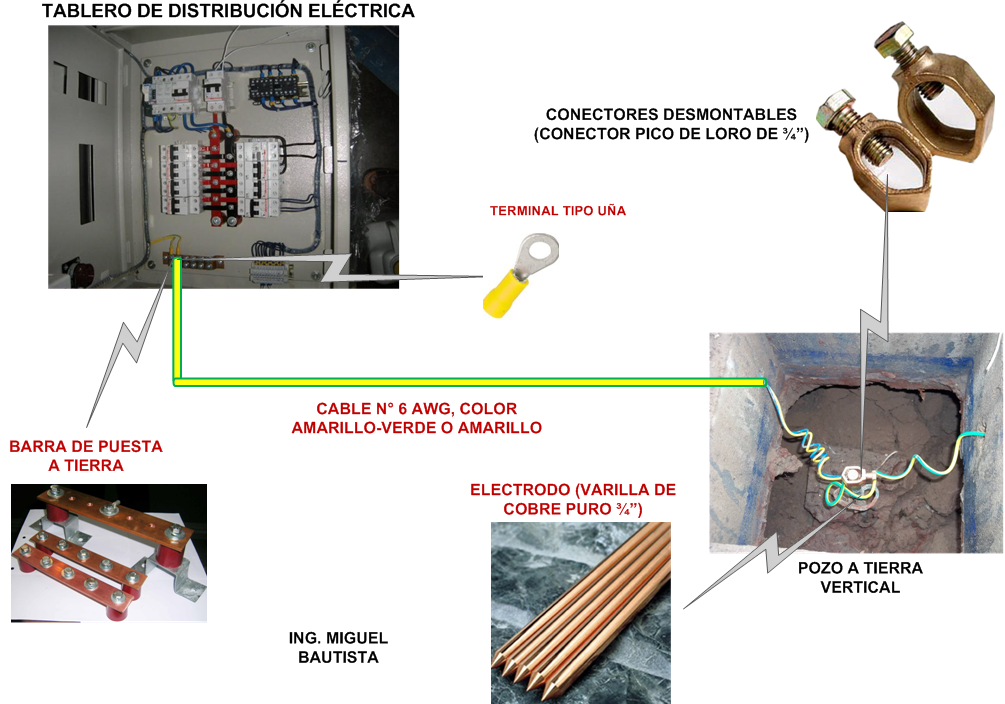 TABLERO DE DISTRIBUCIÓN ELÉCTRICA
CONECTORES DESMONTABLES
(CONECTOR PICO DE LORO DE ¾”)
TERMINAL TIPO UÑA
CABLE N° 6 AWG, COLOR
AMARILLO-VERDE O AMARILLO
BARRA DE PUESTA
A TIERRA
ELECTRODO (VARILLA DE
COBRE PURO ¾”)
POZO A TIERRA
VERTICAL
ING. MIGUEL
BAUTISTA